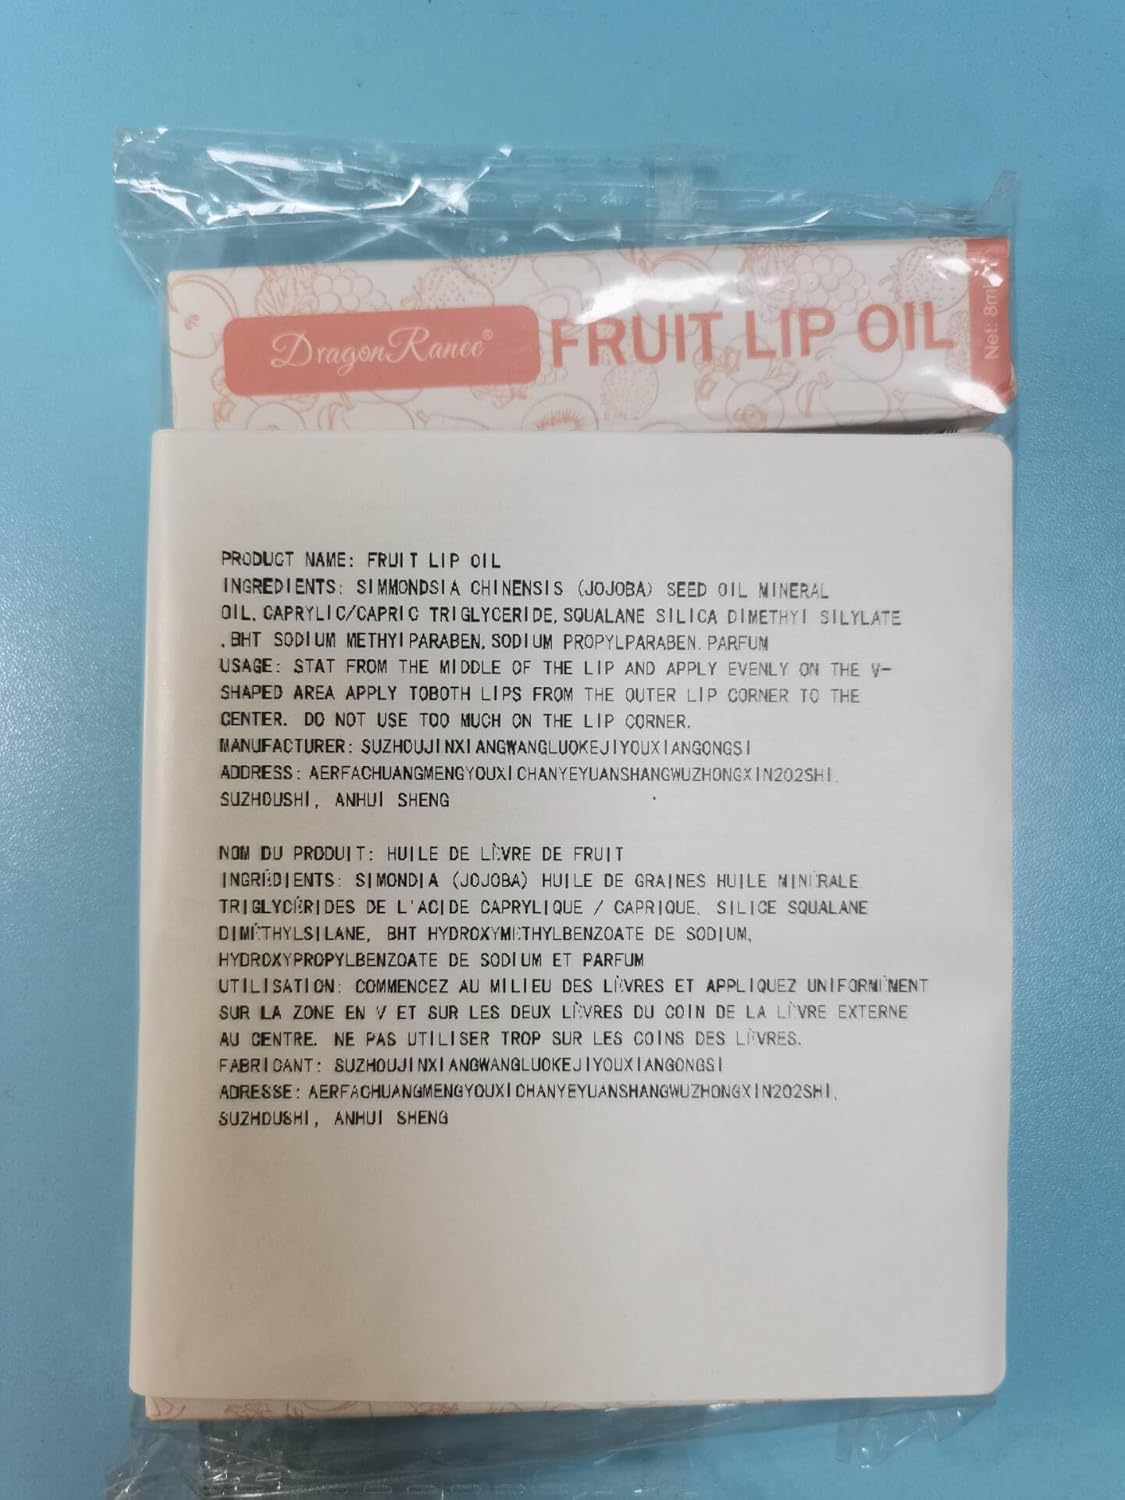 DragonRanee®
FRUIT LIP OIL
Net: 8ml
PRODUCT NAME: FRUIT LIP OIL
INGREDIENTS: SIMMONDSIA CHINENSIS (JOJOBA) SEED OIL MINERAL
OIL, CAPRYLIC/CAPRIC TRIGLYCERIDE, SQUALANE SILICA DIMETHYI SILYLATE
, BHT SODIUM METHYIPARABEN, SODIUM PROPYLPARABEN, PARFUM
USAGE: STAT FROM THE MIDDLE OF THE LIP AND APPLY EVENLY ON THE V-
SHAPED AREA APPLY TOBOTH LIPS FROM THE OUTER LIP CORNER TO THE
CENTER. DO NOT USE TOO MUCH ON THE LIP CORNER.
MANUFACTURER: SUZHOUJINXIANGWANGLUOKEJIYOUXIANGONGSI
ADDRESS: AERFACHUANGMENGYOUXICHANYEYUANSHANGWUZHONGXIN202SHI,
SUZHOUSHI, ANHUI SHENG
NOM DU PRODUIT: HUILE DE LÈVRE DE FRUIT
INGRÉDIENTS: SIMONDIA (JOJOBA) HUILE DE GRAINES HUILE MINÉRALE
TRIGLYCÉRIDES DE L'ACIDE CAPRYLIQUE / CAPRIQUE, SILICE SQUALANE
DIMÉTHYLSILANE, BHT HYDROXYMÉTHYLBENZOATE DE SODIUM,
HYDROXYPROPYLBENZOATE DE SODIUM ET PARFUM
UTILISATION: COMMENCEZ AU MILIEU DES LÈVRES ET APPLIQUEZ UNIFORMÉMENT
SUR LA ZONE EN V ET SUR LES DEUX LÈVRES DU COIN DE LA LÈVRE EXTERNE
AU CENTRE. NE PAS UTILISER TROP SUR LES COINS DES LÈVRES.
FABRICANT: SUZHOUJINXIANGWANGLUOKEJIYOUXIANGONGSI
ADRESSE: AERFACHUANGMENGYOUXICHANYEYUANSHANGWUZHONGXIN202SHI,
SUZHOUSHI, ANHUI SHENG